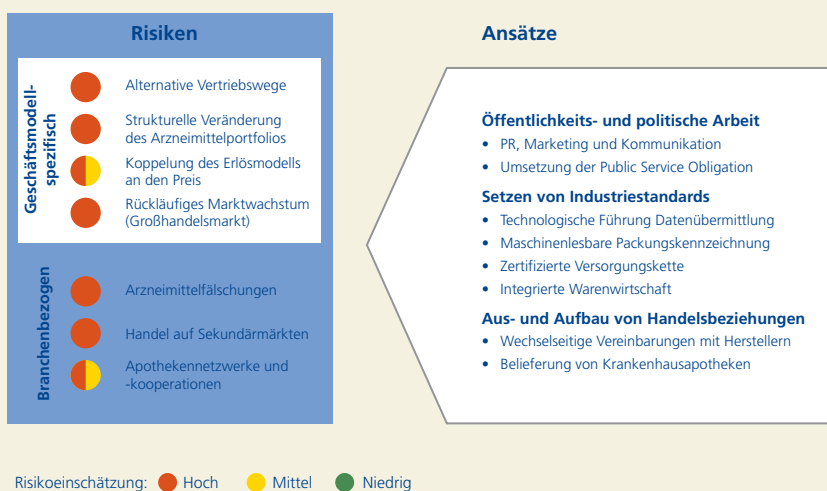 Risiken
Geschäftsmodell-
spezifisch
Alternative Vertriebswege
Strukturelle Veränderung
des Arzneimittelportfolios
Koppelung des Erlösmodells
an den Preis
Rückläufiges Marktwachstum
(Großhandelsmarkt)
Branchenbezogen
Arzneimittelfälschungen
Handel auf Sekundärmärkten
Apothekennetzwerke und
-kooperationen
Ansätze
Öffentlichkeits- und politische Arbeit
• PR, Marketing und Kommunikation
• Umsetzung der Public Service Obligation
Setzen von Industriestandards
• Technologische Führung Datenübermittlung
• Maschinenlesbare Packungskennzeichnung
• Zertifizierte Versorgungskette
• Integrierte Warenwirtschaft
Aus- und Aufbau von Handelsbeziehungen
• Wechselseitige Vereinbarungen mit Herstellern
• Belieferung von Krankenhausapotheken
Risikoeinschätzung: Hoch Mittel Niedrig